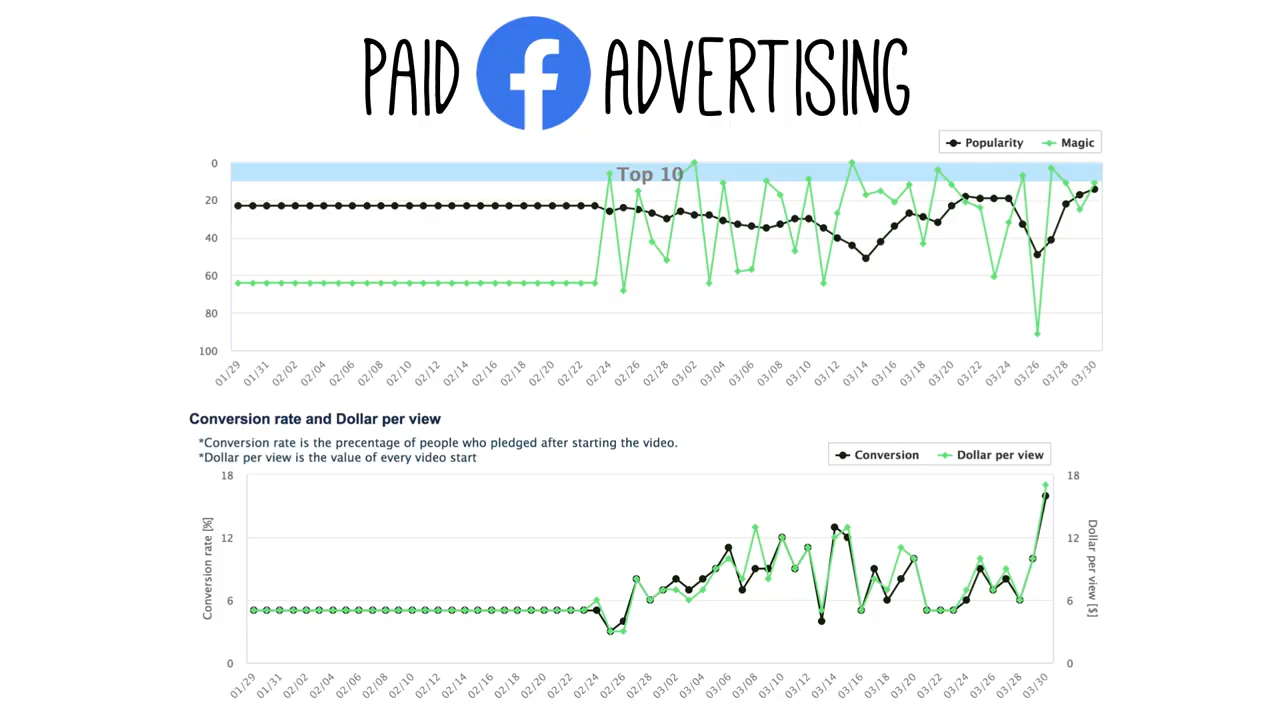 PAID f ADVERTISING
Popularity Magic
Top 10
0
20
40
60
80
100
01/29 01/31 02/02 02/04 02/06 02/08 02/10 02/12 02/14 02/16 02/18 02/20 02/22 02/24 02/26 02/28 03/02 03/04 03/06 03/08 03/10 03/12 03/14 03/16 03/18 03/20 03/22 03/24 03/26 03/28 03/30
Conversion rate and Dollar per view
*Conversion rate is the precentage of people who pledged after starting the video.
*Dollar per view is the value of every video start
Conversion Dollar per view
18 18
12 12
6 6
0 0
Conversion rate [%]
Dollar per view [$]
01/29 01/31 02/02 02/04 02/06 02/08 02/10 02/12 02/14 02/16 02/18 02/20 02/22 02/24 02/26 02/28 03/02 03/04 03/06 03/08 03/10 03/12 03/14 03/16 03/18 03/20 03/22 03/24 03/26 03/28 03/30